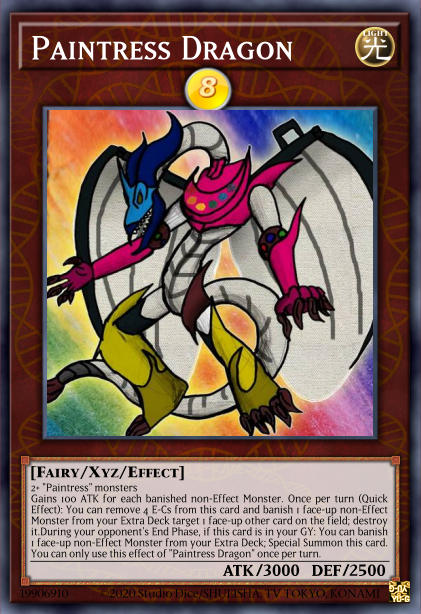 PAINTRESS DRAGON
LIGHT
光
8
[FAIRY/XYZ/EFFECT]
2+ "Paintress" monsters
Gains 100 ATK for each banished non-Effect Monster. Once per turn (Quick
Effect): You can remove 4 E-Cs from this card and banish 1 face-up non-Effect
Monster from your Extra Deck target 1 face-up other card on the field; destroy
it.During your opponent's End Phase, if this card is in your GY: You can banish
1 face-up non-Effect Monster from your Extra Deck; Special Summon this card.
You can only use this effect of "Paintress Dragon" once per turn.
ATK/3000 DEF/2500
19906910
©2020 Studio Dice/SHUEISHA, TV TOKYO, KONAMI